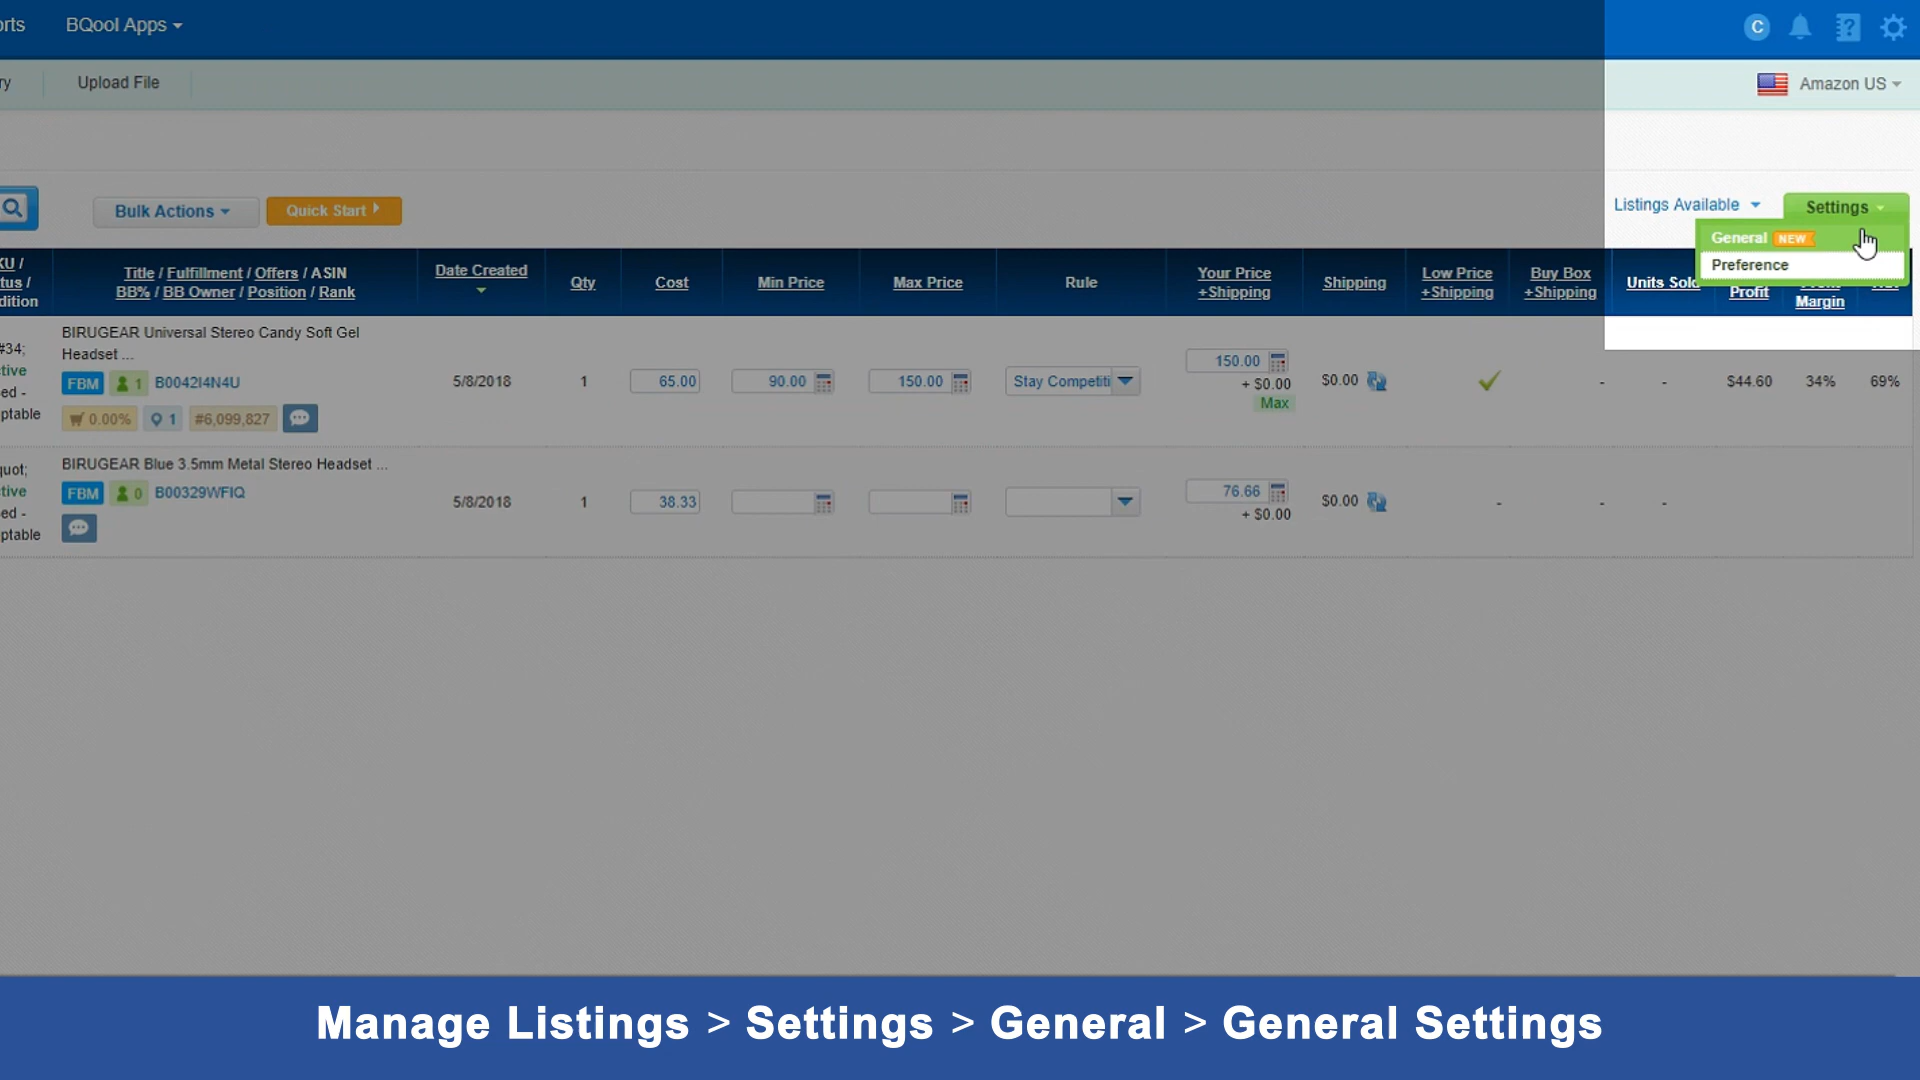 orts
BQool Apps
C
ry
Upload File
Amazon US
Bulk Actions
Quick Start
Listings Available
Settings
General NEW
Preference
KU /
tus /
dition
Title / Fulfillment / Offers / ASIN
BB% / BB Owner / Position / Rank
Date Created
Qty
Cost
Min Price
Max Price
Rule
Your Price
+Shipping
Shipping
Low Price
+Shipping
Buy Box
+Shipping
Units Sold
Profit
Margin
#34;
ctive
ed -
ptable
BIRUGEAR Universal Stereo Candy Soft Gel
Headset ...
FBM 1 B0042I4N4U
0.00% 1 #6,099,827
5/8/2018
1
65.00
90.00
150.00
Stay Competiti
150.00
+ $0.00
Max
$0.00
-
-
$44.60
34%
69%
quot;
ctive
ed -
ptable
BIRUGEAR Blue 3.5mm Metal Stereo Headset ...
FBM 0 B00329WFIQ
5/8/2018
1
38.33
76.66
+ $0.00
$0.00
-
-
-
Manage Listings > Settings > General > General Settings